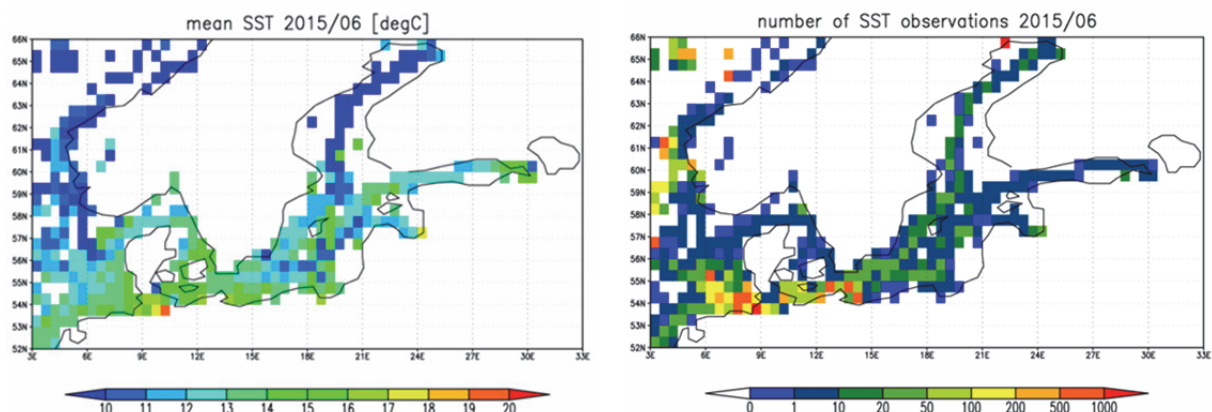 mean SST 2015/06 [degC]
66N
65N
64N
63N
62N
61N
60N
59N
58N
57N
56N
55N
54N
53N
52N
3E 6E 9E 12E 15E 18E 21E 24E 27E 30E 33E
10 11 12 13 14 15 16 17 18 19 20
number of SST observations 2015/06
66N
65N
64N
63N
62N
61N
60N
59N
58N
57N
56N
55N
54N
53N
52N
3E 6E 9E 12E 15E 18E 21E 24E 27E 30E 33E
0 1 10 20 50 100 200 500 1000